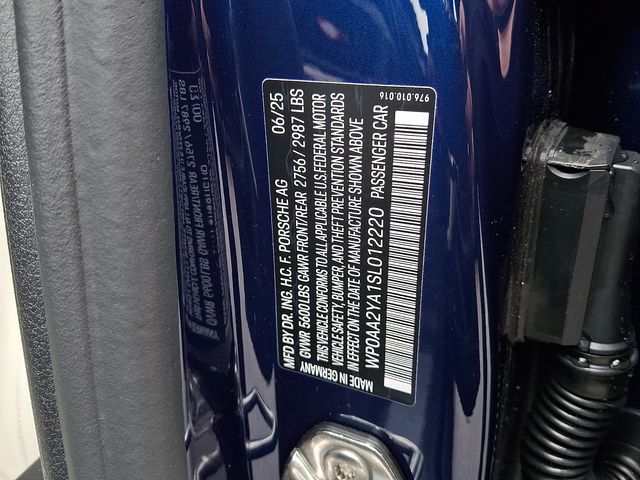 MFD BY DR. ING. H.C. F. PORSCHE AG 06/25
GVWR 5600LBS GAWR FRONT/REAR 2756/2987 LBS
THIS VEHICLE CONFORMS TO ALL APPLICABLE U.S. FEDERAL MOTOR
VEHICLE SAFETY, BUMPER, AND THEFT PREVENTION STANDARDS
IN EFFECT ON THE DATE OF MANUFACTURE SHOWN ABOVE
WP0AA2YA1SL012220 PASSENGER CAR
MADE IN GERMANY
976.010.016